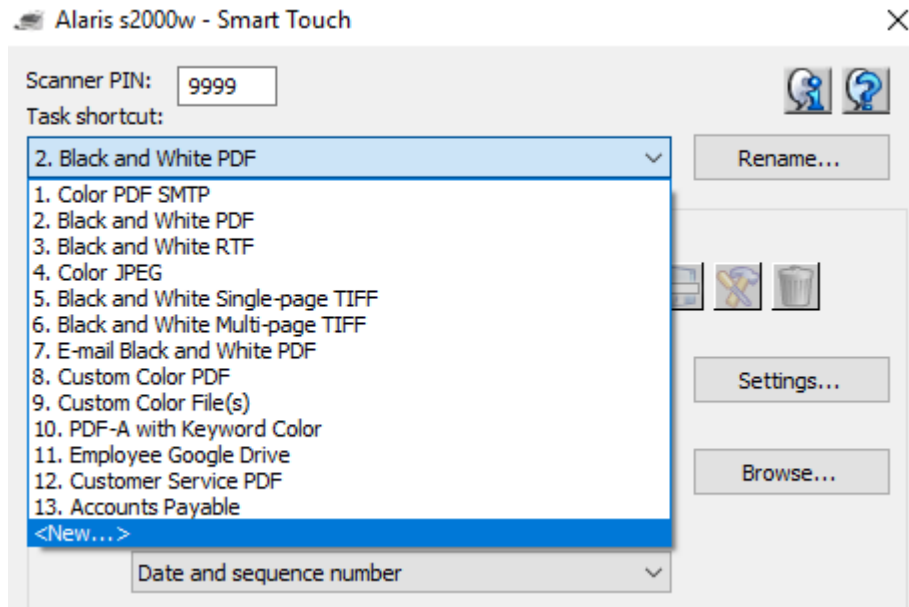 Alaris s2000w - Smart Touch
Scanner PIN: 9999
Task shortcut:
2. Black and White PDF
Rename...
1. Color PDF SMTP
2. Black and White PDF
3. Black and White RTF
4. Color JPEG
5. Black and White Single-page TIFF
6. Black and White Multi-page TIFF
7. E-mail Black and White PDF
8. Custom Color PDF
Settings...
9. Custom Color File(s)
10. PDF-A with Keyword Color
11. Employee Google Drive
12. Customer Service PDF
Browse...
13. Accounts Payable
<New...>
Date and sequence number